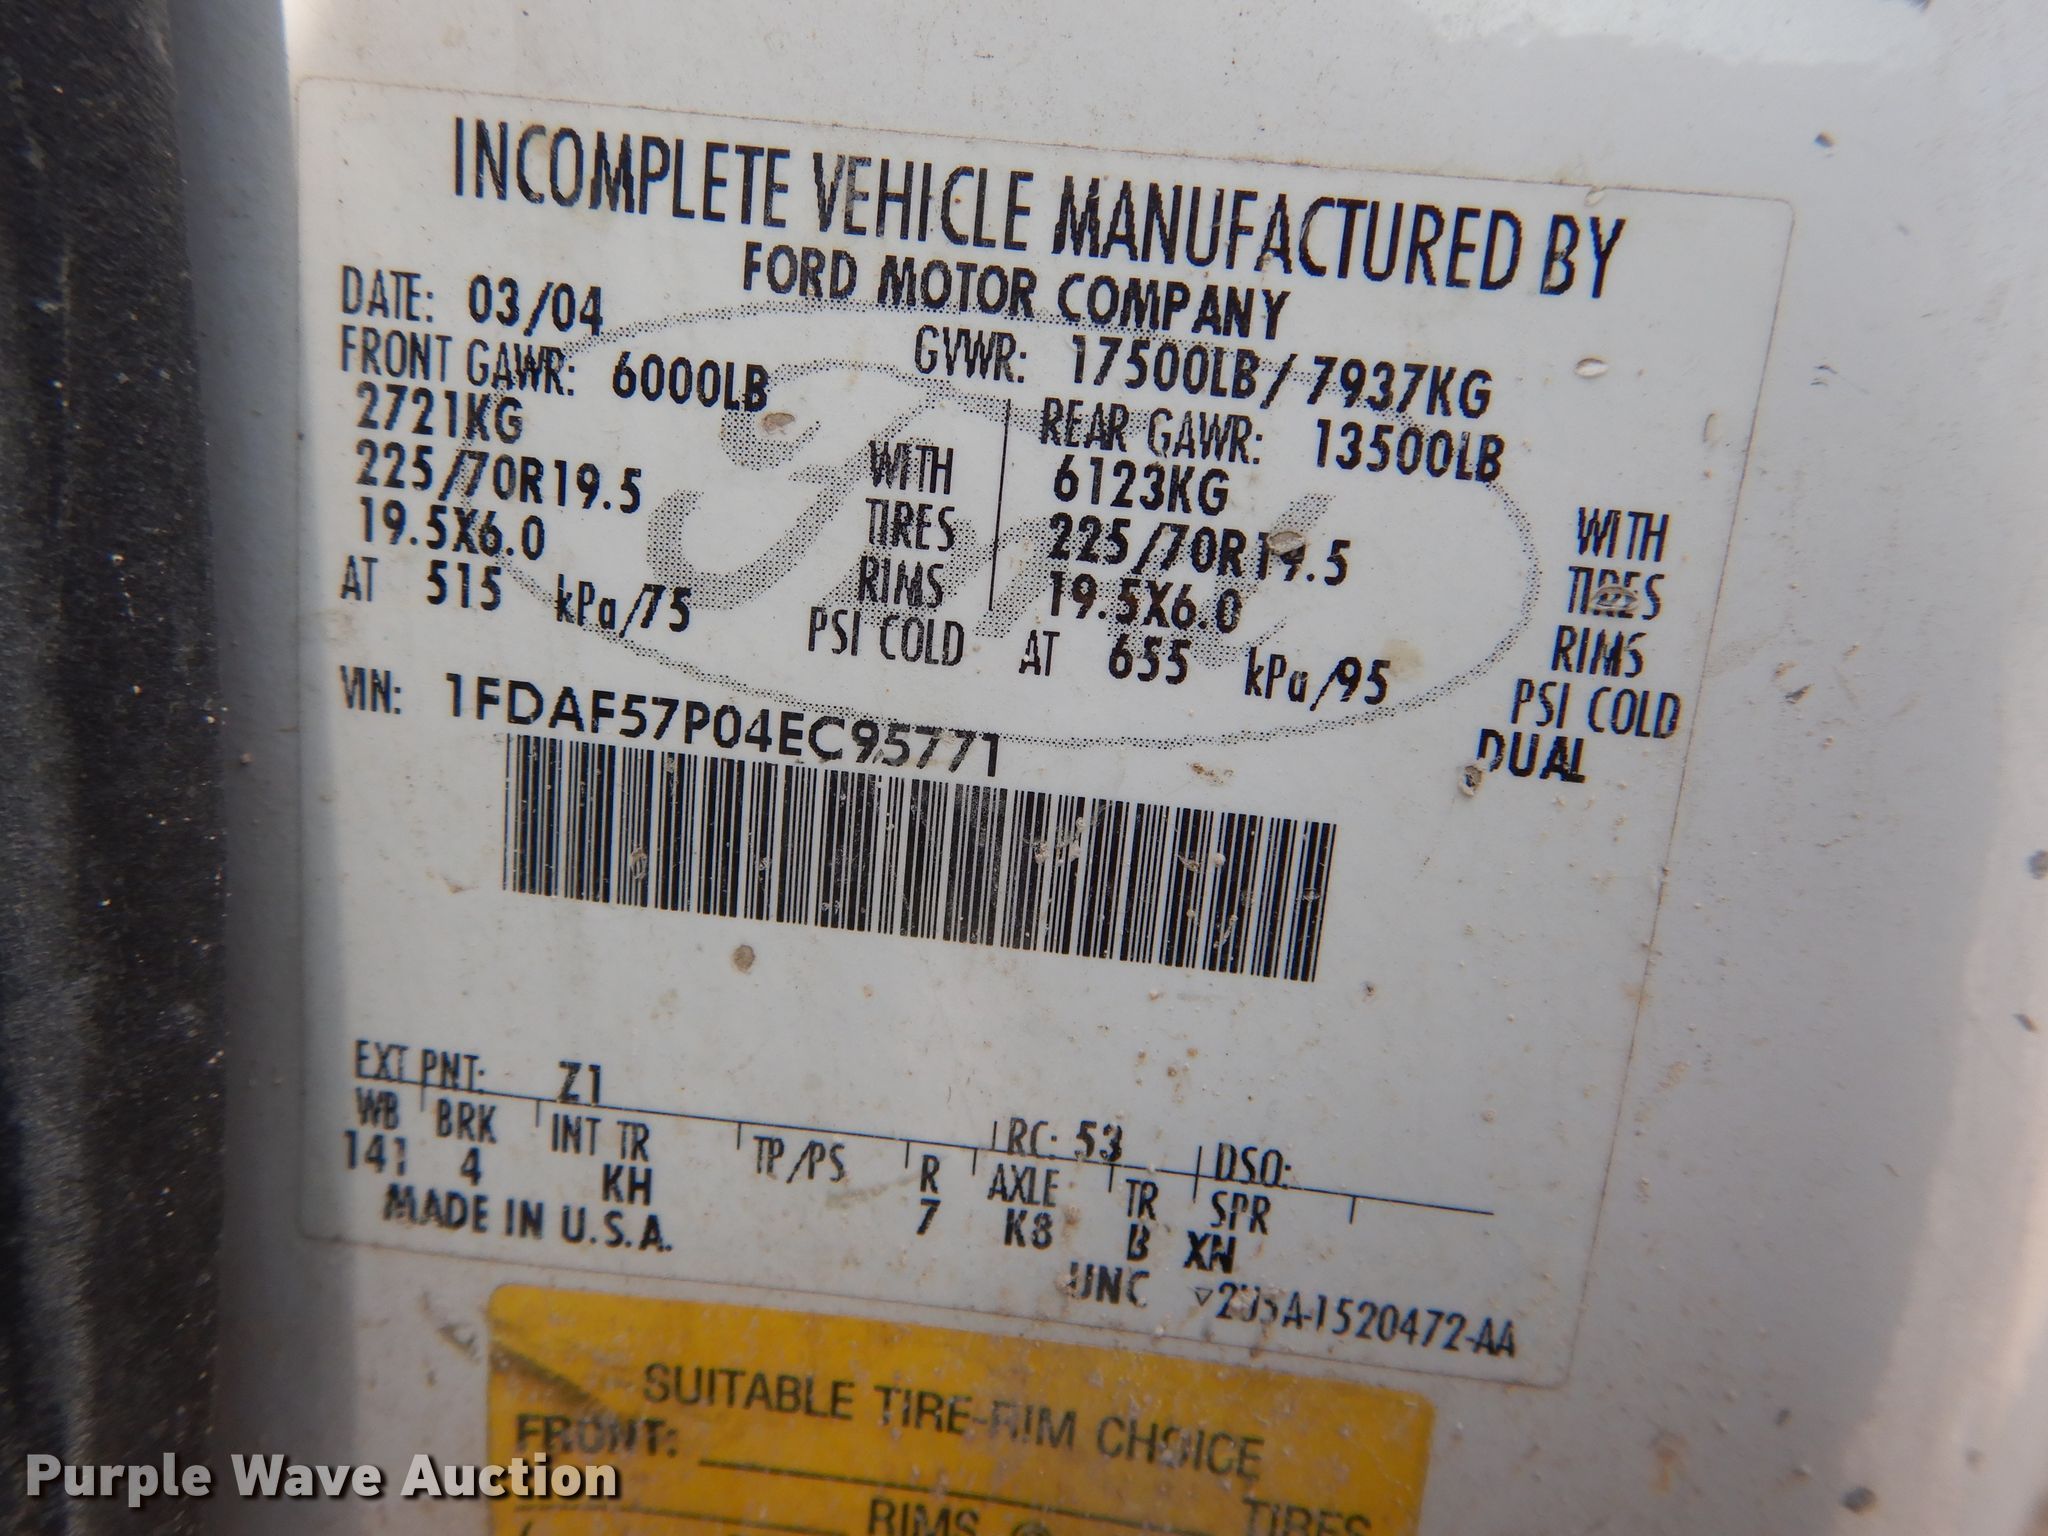 INCOMPLETE VEHICLE MANUFACTURED BY
FORD MOTOR COMPANY
DATE: 03/04 GVWR: 17500LB/ 7937KG
FRONT GAWR: 6000LB REAR GAWR: 13500LB
2721KG WITH 6123KG WITH
225/70R19.5 TIRES 225/70R19.5 TIRES
19.5X6.0 RIMS 19.5X6.0 RIMS
AT 515 kPa/75 PSI COLD AT 655 kPa/95 PSI COLD
DUAL
VIN: 1FDAF57P04EC95771
EXT PNT: Z1 RC: 53 DSO:
WB BRK INT TR TP/PS R AXLE TR SPR
141 4 KH 7 K8 B XN
MADE IN U.S.A.
UNC 2U5A-1520472-AA
SUITABLE TIRE-RIM CHOICE
FRONT:
RIMS TIRES
Purple Wave Auction